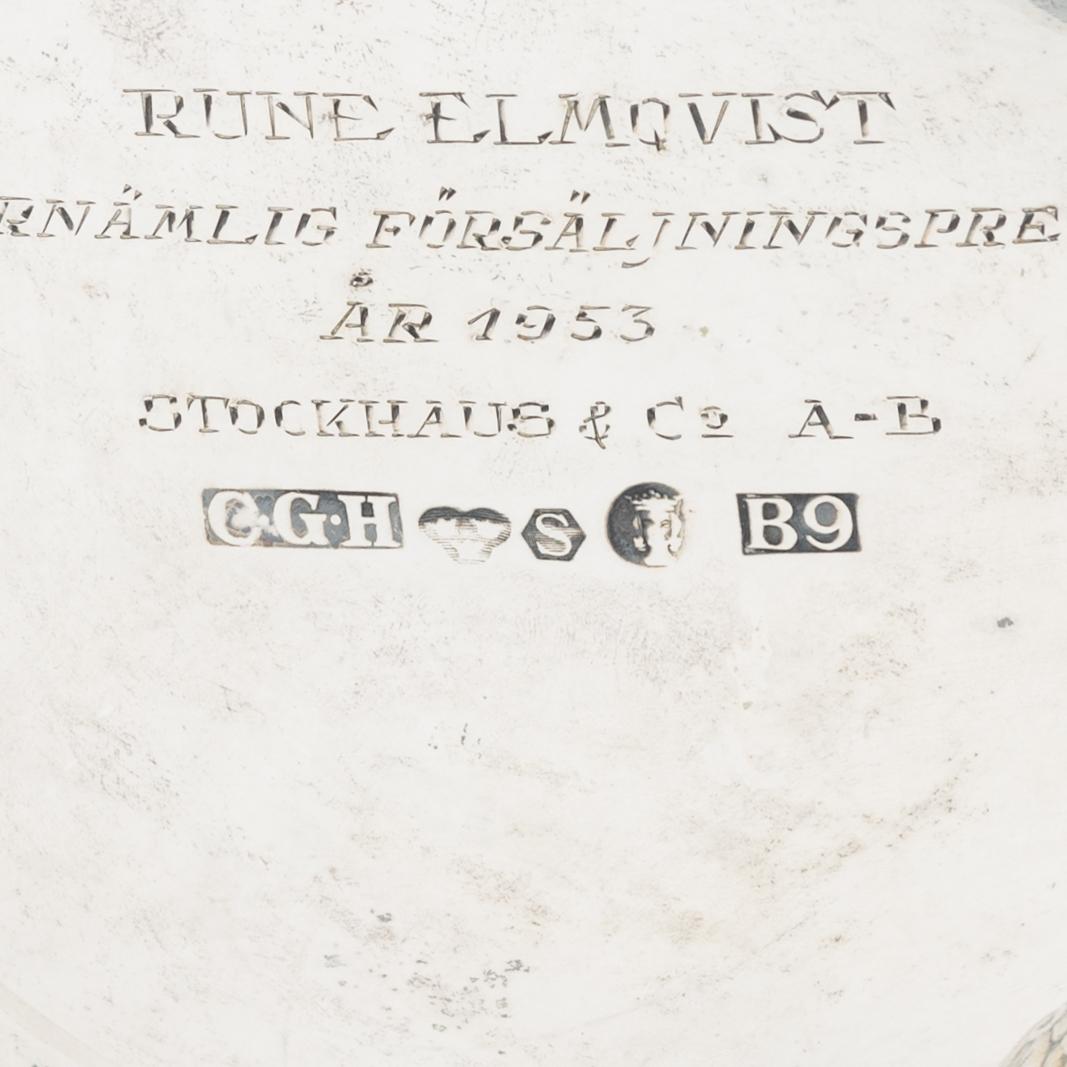 RUNE ELMQVIST
RNÄMLIG FÖRSÄLJNINGSPRE
ÅR 1953
STOCKHAUS & Co A-B
C.G.H S B9